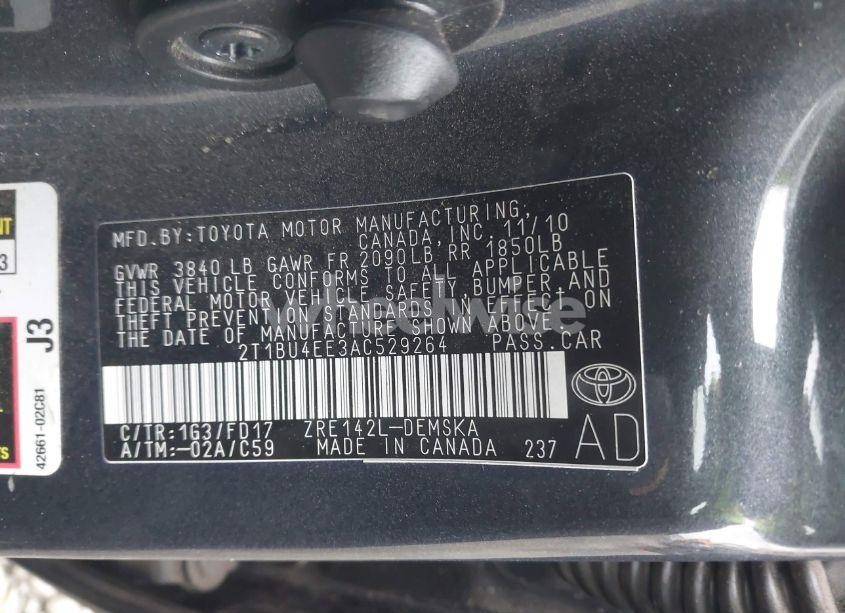 MFD.BY:TOYOTA MOTOR MANUFACTURING,
CANADA, INC. 11/10
GVWR 3840 LB GAWR FR 2090LB RR 1850LB
THIS VEHICLE CONFORMS TO ALL APPLICABLE
FEDERAL MOTOR VEHICLE SAFETY, BUMPER,AND
THEFT PREVENTION STANDARDS IN EFFECT ON
THE DATE OF MANUFACTURE SHOWN ABOVE.
2T1BU4EE3AC529264 PASS.CAR
C/TR:1G3/FD17 ZRE142L-DEMSKA
A/TM:-02A/C59 MADE IN CANADA 237
AD
wheelwise
J3
42661-02C81